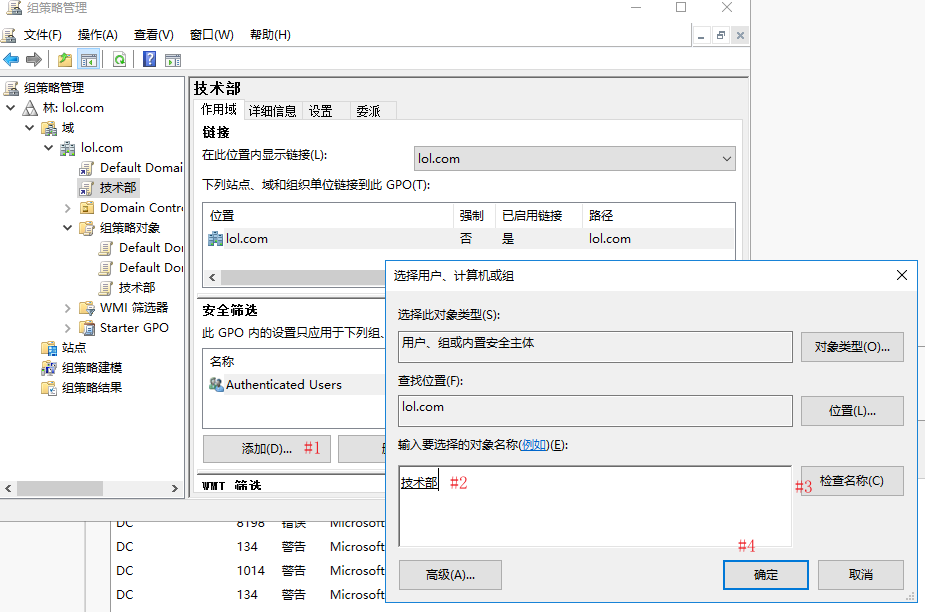 组策略管理
文件(F) 操作(A) 查看(V) 窗口(W) 帮助(H)
组策略管理
林: lol.com
域
lol.com
Default Domai
技术部
Domain Contr
组策略对象
Default Do
Default Do
技术部
WMI 筛选器
Starter GPO
站点
组策略建模
组策略结果
技术部
作用域 详细信息 设置 委派
链接
在此位置内显示链接(L): lol.com
下列站点、域和组织单位链接到此 GPO(T):
位置 强制 已启用链接 路径
lol.com 否 是 lol.com
安全筛选
此 GPO 内的设置只应用于下列组、
名称
Authenticated Users
添加(D)... #1
WMI 筛选
选择用户、计算机或组
选择此对象类型(S):
用户、组或内置安全主体 对象类型(O)...
查找位置(F):
lol.com 位置(L)...
输入要选择的对象名称(例如)(E):
技术部 #2 #3 检查名称(C)
#4
高级(A)... 确定 取消
DC 8198 错误 Microsoft
DC 134 警告 Microsoft
DC 1014 警告 Microsoft
DC 134 警告 Microsoft